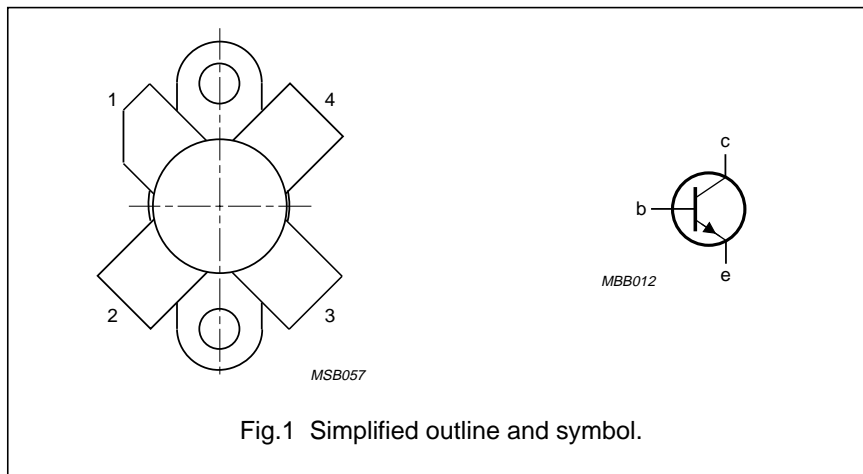 1
4
c
b
MBB012
e
2
3
MSB057
Fig.1 Simplified outline and symbol.